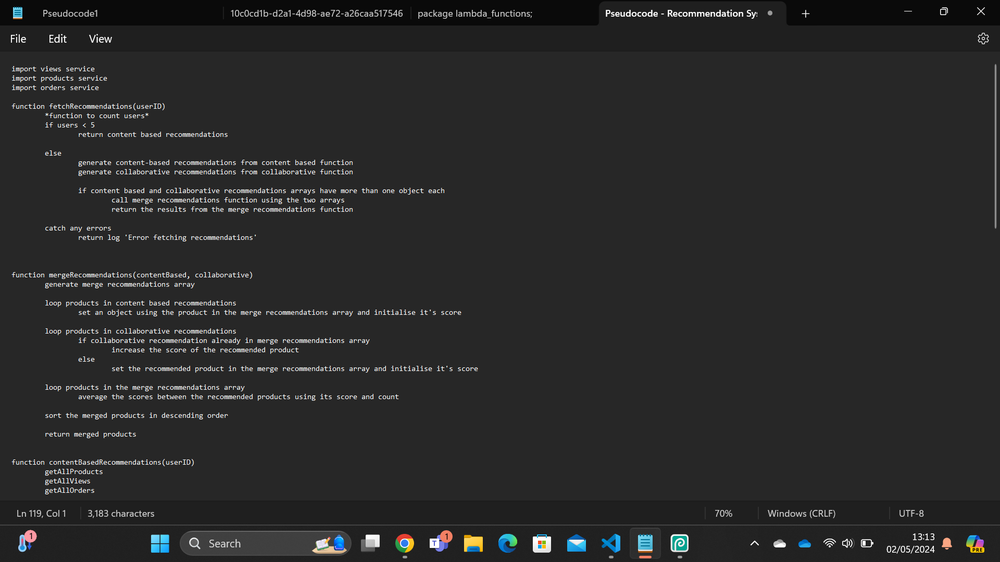 Pseudocode1
10c0cd1b-d2a1-4d98-ae72-a26caa517546
package lambda_functions;
Pseudocode - Recommendation Sy
File Edit View
import views service
import products service
import orders service
function fetchRecommendations(userID)
*function to count users*
if users < 5
return content based recommendations
else
generate content-based recommendations from content based function
generate collaborative recommendations from collaborative function
if content based and collaborative recommendations arrays have more than one object each
call merge recommendations function using the two arrays
return the results from the merge recommendations function
catch any errors
return log 'Error fetching recommendations'
function mergeRecommendations(contentBased, collaborative)
generate merge recommendations array
loop products in content based recommendations
set an object using the product in the merge recommendations array and initialise it's score
loop products in collaborative recommendations
if collaborative recommendation already in merge recommendations array
increase the score of the recommended product
else
set the recommended product in the merge recommendations array and initialise it's score
loop products in the merge recommendations array
average the scores between the recommended products using its score and count
sort the merged products in descending order
return merged products
function contentBasedRecommendations(userID)
getAllProducts
getAllViews
getAllOrders
Ln 119, Col 1 3,183 characters 70% Windows (CRLF) UTF-8
1
Search
1
T
PRE
13:13
02/05/2024